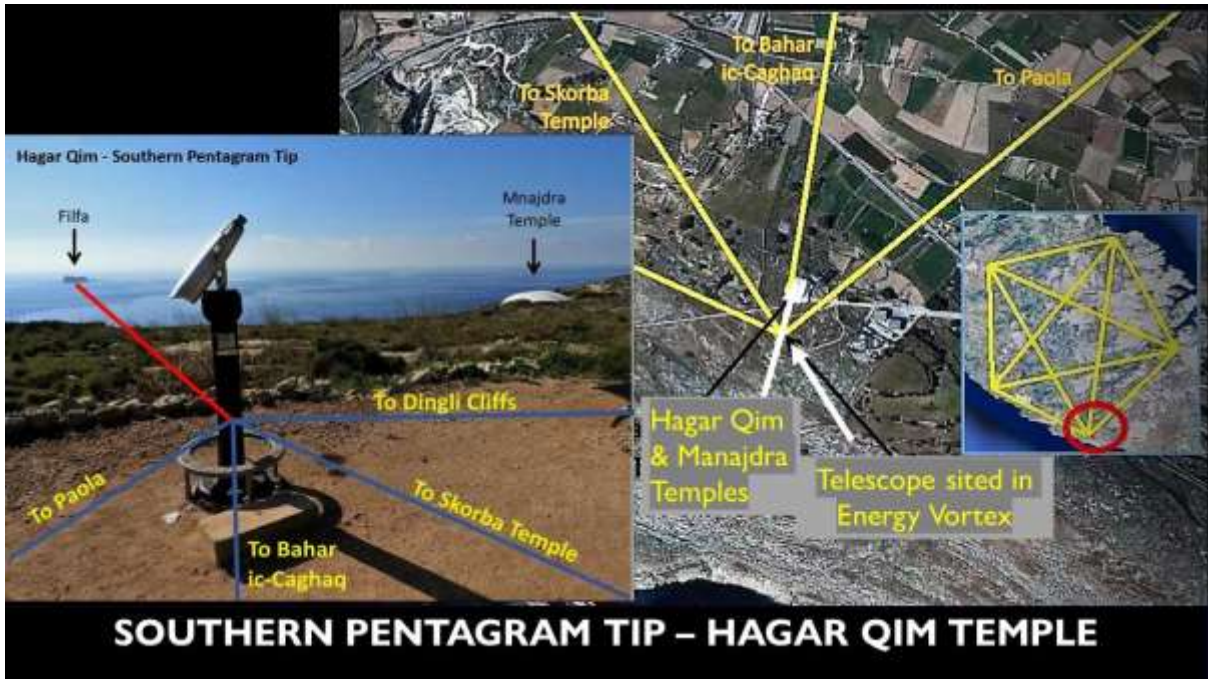 To Bahar
ic-Caghaq
To Paola
To Skorba
Temple
Hagar Qim - Southern Pentagram Tip
Filfa
Mnajdra
Temple
To Dingli Cliffs
To Paola
To Skorba Temple
To Bahar
ic-Caghaq
Hagar Qim
& Manajdra
Temples
Telescope sited in
Energy Vortex
SOUTHERN PENTAGRAM TIP – HAGAR QIM TEMPLE